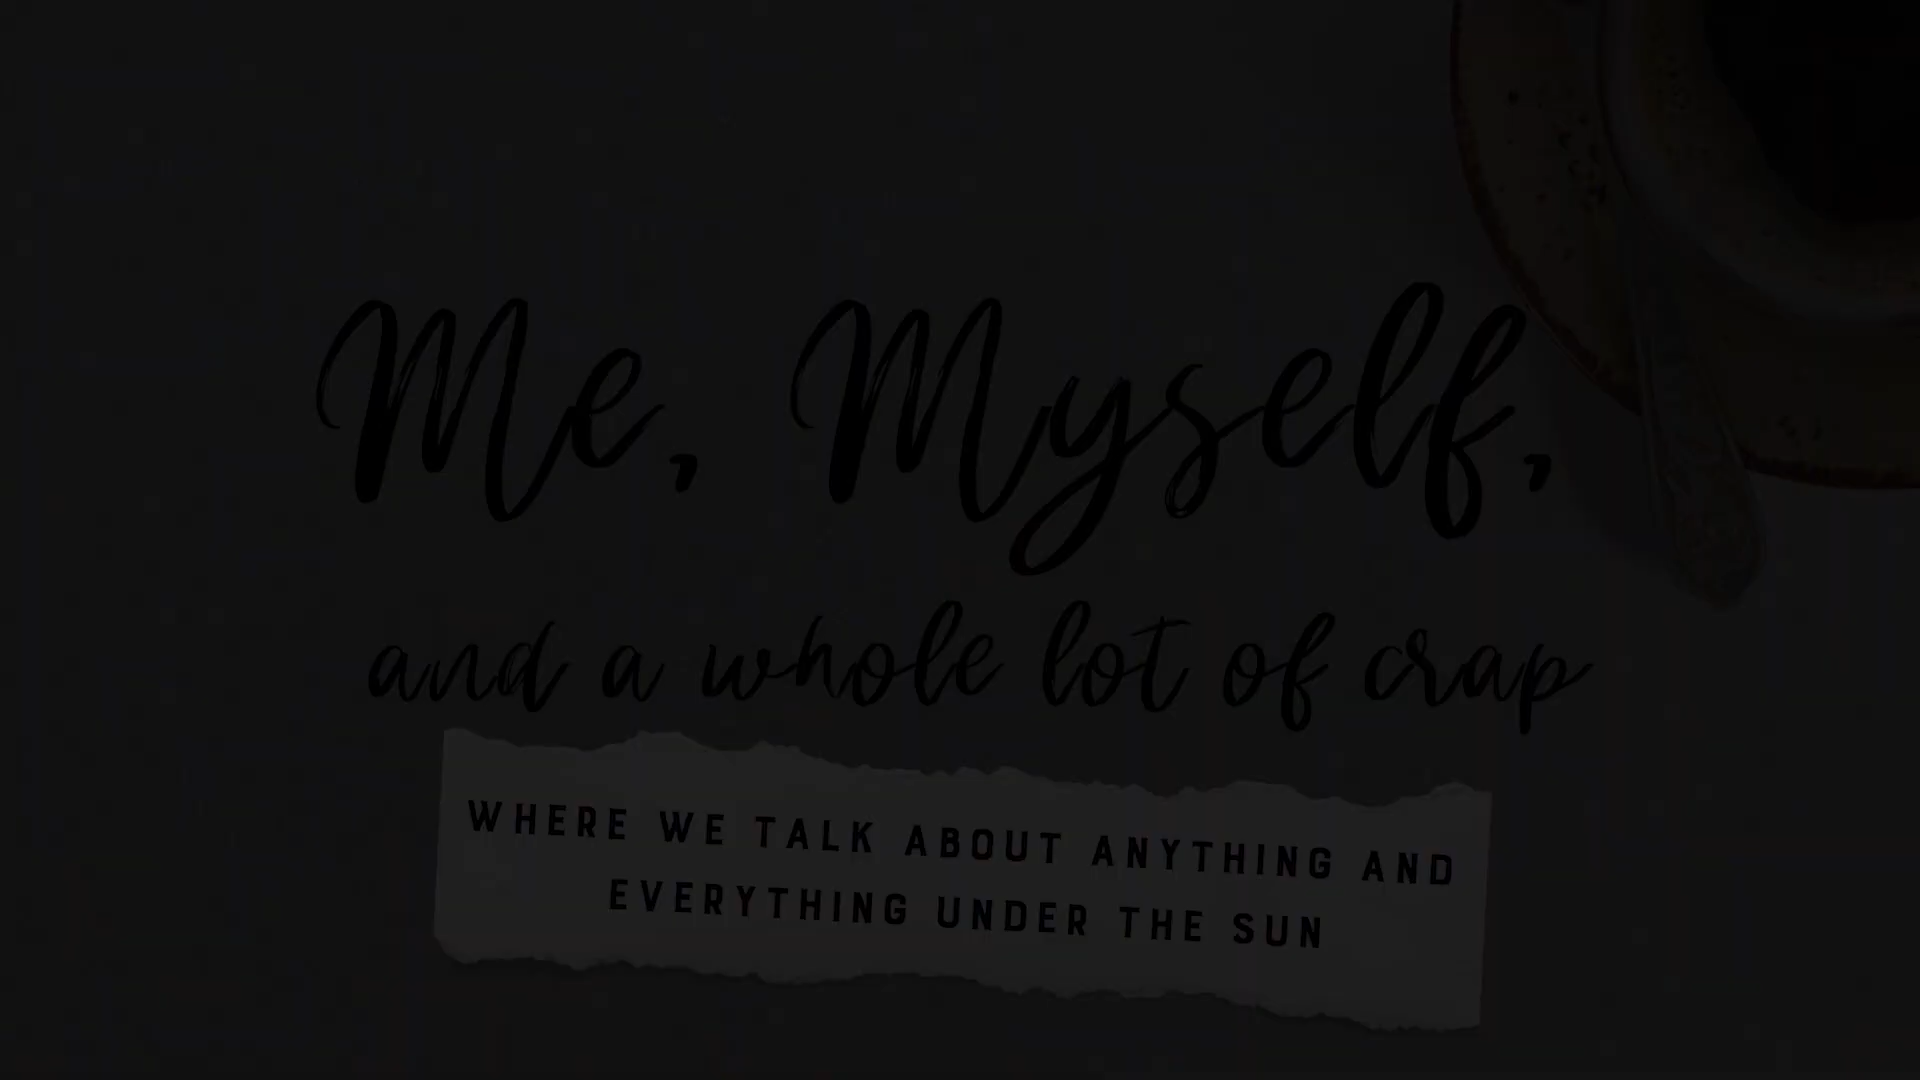 Me, Myself,
and a whole lot of crap
WHERE WE TALK ABOUT ANYTHING AND
EVERYTHING UNDER THE SUN